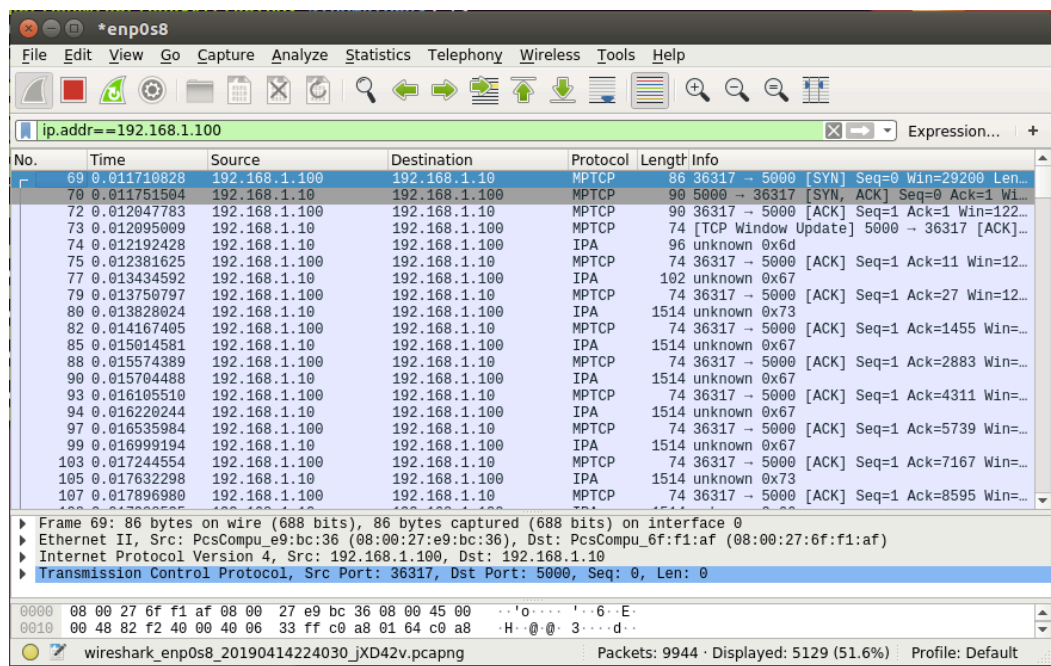 *enp0s8
File Edit View Go Capture Analyze Statistics Telephony Wireless Tools Help
ip.addr==192.168.1.100 Expression... +
No. Time Source Destination Protocol Length Info
69 0.011710828 192.168.1.100 192.168.1.10 MPTCP 86 36317 → 5000 [SYN] Seq=0 Win=29200 Len…
70 0.011751504 192.168.1.10 192.168.1.100 MPTCP 90 5000 → 36317 [SYN, ACK] Seq=0 Ack=1 Wi…
72 0.012047783 192.168.1.100 192.168.1.10 MPTCP 90 36317 → 5000 [ACK] Seq=1 Ack=1 Win=122…
73 0.012095009 192.168.1.10 192.168.1.100 MPTCP 74 [TCP Window Update] 5000 → 36317 [ACK]…
74 0.012192428 192.168.1.10 192.168.1.100 IPA 96 unknown 0x6d
75 0.012381625 192.168.1.100 192.168.1.10 MPTCP 74 36317 → 5000 [ACK] Seq=1 Ack=11 Win=12…
77 0.013434592 192.168.1.10 192.168.1.100 IPA 102 unknown 0x67
79 0.013750797 192.168.1.100 192.168.1.10 MPTCP 74 36317 → 5000 [ACK] Seq=1 Ack=27 Win=12…
80 0.013828024 192.168.1.10 192.168.1.100 IPA 1514 unknown 0x73
82 0.014167405 192.168.1.100 192.168.1.10 MPTCP 74 36317 → 5000 [ACK] Seq=1 Ack=1455 Win=…
85 0.015014581 192.168.1.10 192.168.1.100 IPA 1514 unknown 0x67
88 0.015574389 192.168.1.100 192.168.1.10 MPTCP 74 36317 → 5000 [ACK] Seq=1 Ack=2883 Win=…
90 0.015704488 192.168.1.10 192.168.1.100 IPA 1514 unknown 0x67
93 0.016105510 192.168.1.100 192.168.1.10 MPTCP 74 36317 → 5000 [ACK] Seq=1 Ack=4311 Win=…
94 0.016220244 192.168.1.10 192.168.1.100 IPA 1514 unknown 0x67
97 0.016535984 192.168.1.100 192.168.1.10 MPTCP 74 36317 → 5000 [ACK] Seq=1 Ack=5739 Win=…
99 0.016999194 192.168.1.10 192.168.1.100 IPA 1514 unknown 0x67
103 0.017244554 192.168.1.100 192.168.1.10 MPTCP 74 36317 → 5000 [ACK] Seq=1 Ack=7167 Win=…
105 0.017632298 192.168.1.10 192.168.1.100 IPA 1514 unknown 0x73
107 0.017896980 192.168.1.100 192.168.1.10 MPTCP 74 36317 → 5000 [ACK] Seq=1 Ack=8595 Win=…
Frame 69: 86 bytes on wire (688 bits), 86 bytes captured (688 bits) on interface 0
Ethernet II, Src: PcsCompu_e9:bc:36 (08:00:27:e9:bc:36), Dst: PcsCompu_6f:f1:af (08:00:27:6f:f1:af)
Internet Protocol Version 4, Src: 192.168.1.100, Dst: 192.168.1.10
Transmission Control Protocol, Src Port: 36317, Dst Port: 5000, Seq: 0, Len: 0
0000 08 00 27 6f f1 af 08 00 27 e9 bc 36 08 00 45 00 ··'o···· '··6··E·
0010 00 48 82 f2 40 00 40 06 33 ff c0 a8 01 64 c0 a8 ·H··@·@· 3····d··
wireshark_enp0s8_20190414224030_jXD42v.pcapng Packets: 9944 · Displayed: 5129 (51.6%) Profile: Default